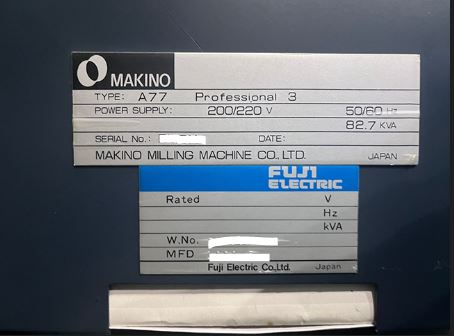 MAKINO
TYPE: A77 Professional 3
POWER SUPPLY: 200/220 V 50/60 Hz
82.7 KVA
SERIAL No.: DATE:
MAKINO MILLING MACHINE CO., LTD. JAPAN
FUJI
ELECTRIC
Rated V
Hz
kVA
W.No.
MFD
Fuji Electric Co.,Ltd. Japan